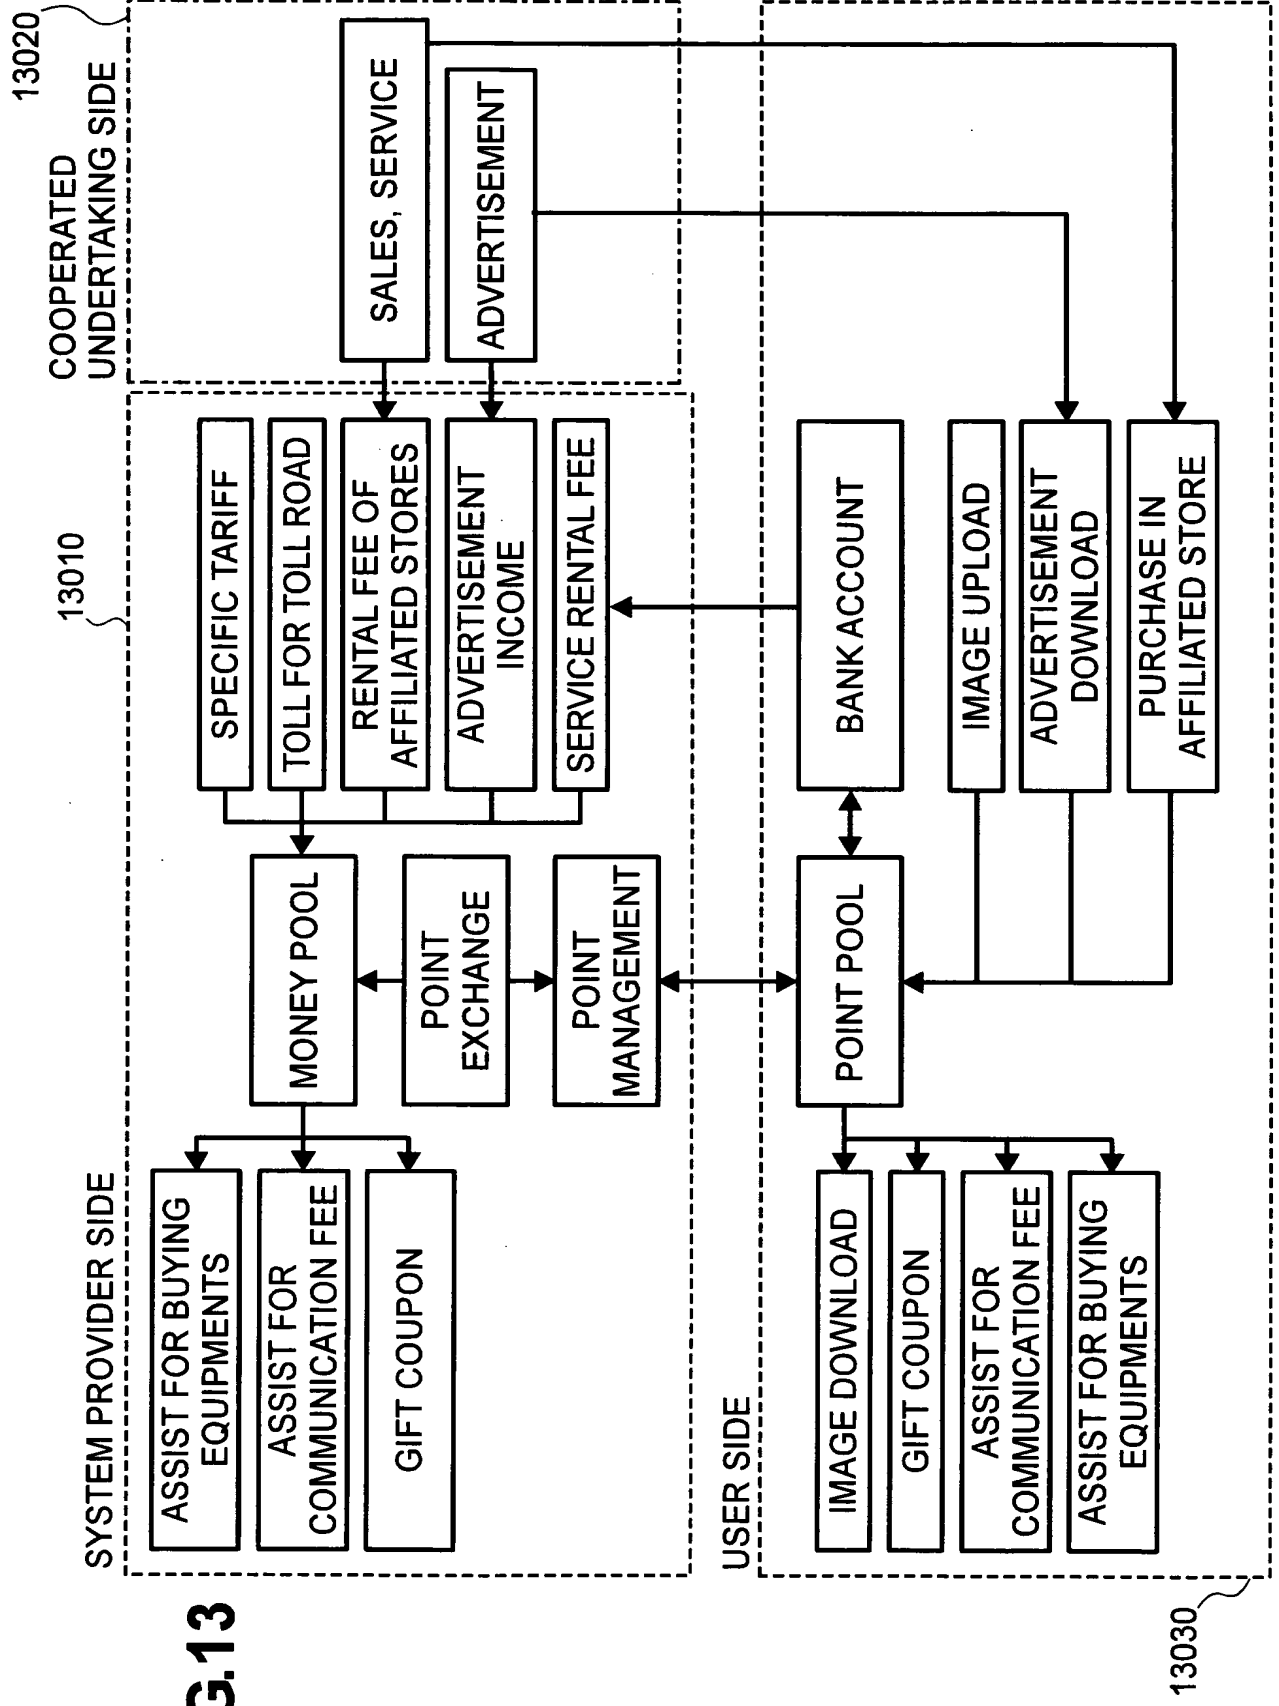 G.13
SYSTEM PROVIDER SIDE
13010
COOPERATED
UNDERTAKING SIDE
13020
ASSIST FOR BUYING
EQUIPMENTS
ASSIST FOR
COMMUNICATION FEE
GIFT COUPON
MONEY POOL
POINT
EXCHANGE
POINT
MANAGEMENT
SPECIFIC TARIFF
TOLL FOR TOLL ROAD
RENTAL FEE OF
AFFILIATED STORES
ADVERTISEMENT
INCOME
SERVICE RENTAL FEE
SALES, SERVICE
ADVERTISEMENT
USER SIDE
IMAGE DOWNLOAD
GIFT COUPON
ASSIST FOR
COMMUNICATION FEE
ASSIST FOR BUYING
EQUIPMENTS
POINT POOL
BANK ACCOUNT
IMAGE UPLOAD
ADVERTISEMENT
DOWNLOAD
PURCHASE IN
AFFILIATED STORE
13030